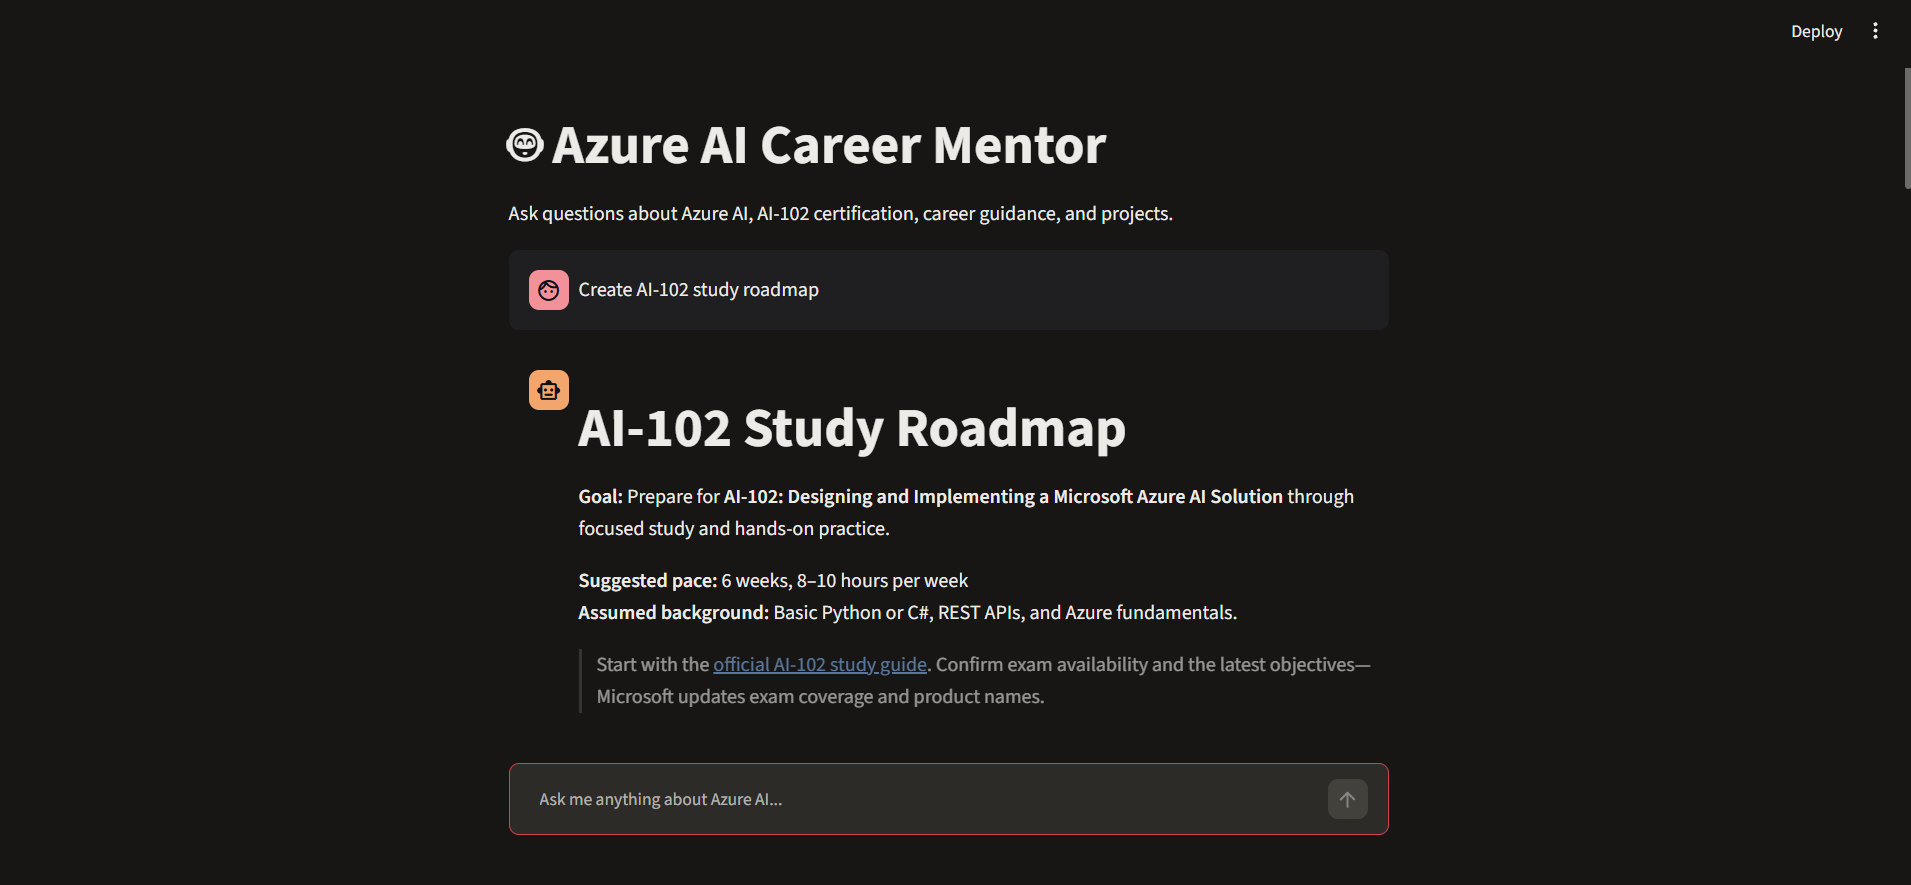 Deploy
Azure AI Career Mentor
Ask questions about Azure AI, AI-102 certification, career guidance, and projects.
Create AI-102 study roadmap
AI-102 Study Roadmap
Goal: Prepare for AI-102: Designing and Implementing a Microsoft Azure AI Solution through
focused study and hands-on practice.
Suggested pace: 6 weeks, 8–10 hours per week
Assumed background: Basic Python or C#, REST APIs, and Azure fundamentals.
Start with the official AI-102 study guide. Confirm exam availability and the latest objectives—
Microsoft updates exam coverage and product names.
Ask me anything about Azure AI...